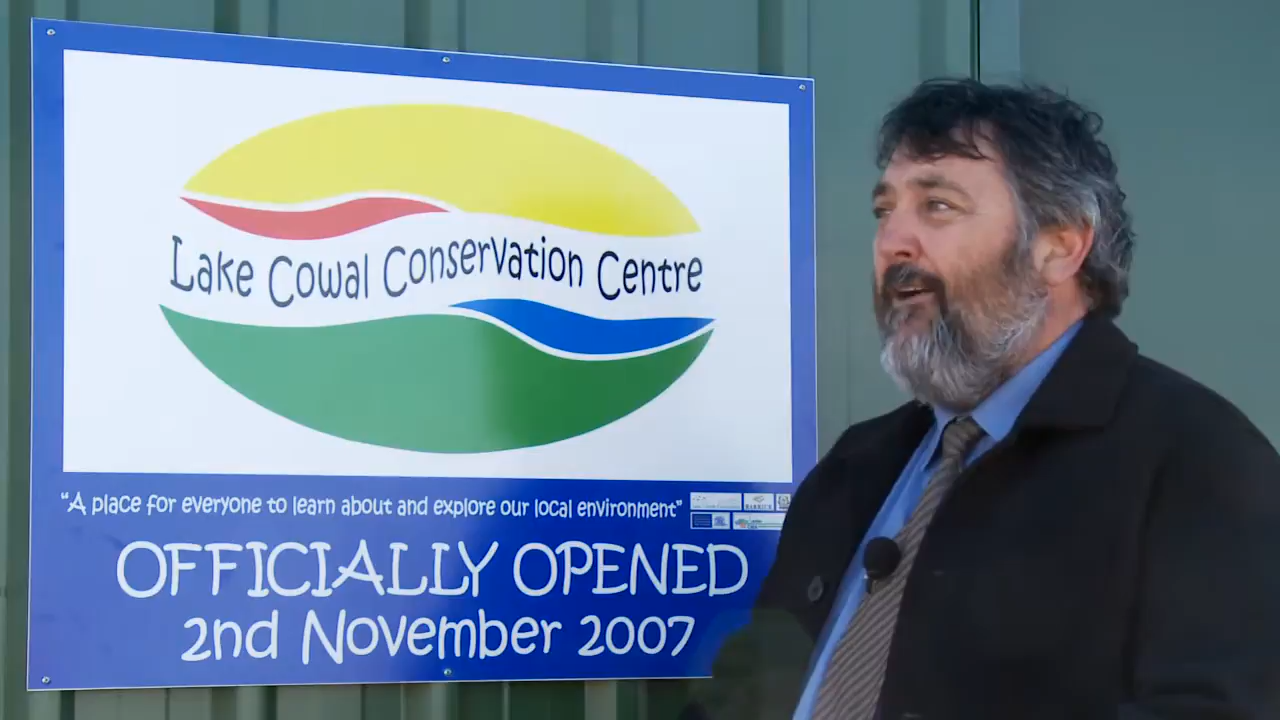 Lake Cowal Conservation Centre
"A place for everyone to learn about and explore our local environment"
OFFICIALLY OPENED
2nd November 2007